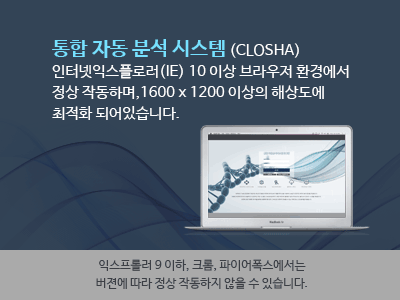 통합 자동 분석 시스템 (CLOSHA)
인터넷익스플로러(IE) 10 이상 브라우저 환경에서
정상 작동하며,1600 x 1200 이상의 해상도에
최적화 되어있습니다.
익스프롤러 9 이하, 크롬, 파이어폭스에서는
버젼에 따라 정상 작동하지 않을 수 있습니다.